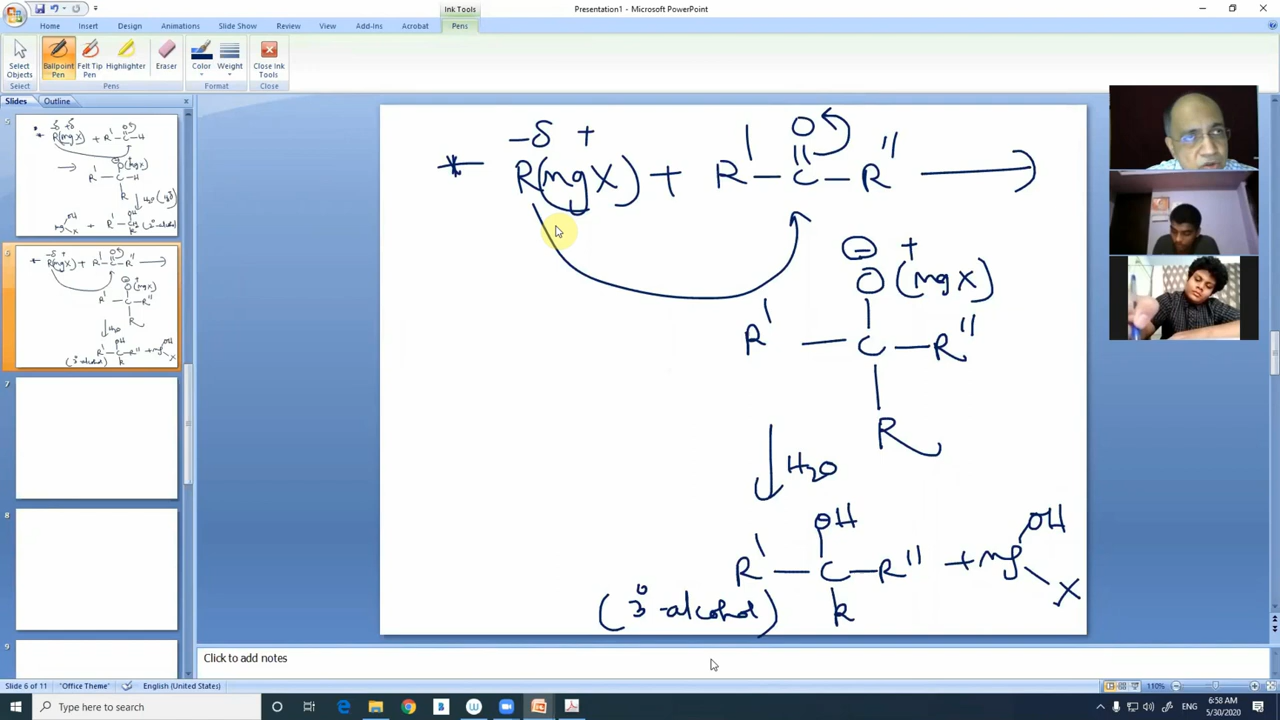 Ink Tools
Presentation1 - Microsoft PowerPoint
Home Insert Design Animations Slide Show Review View Add-Ins Acrobat Pens
Select Objects
Ballpoint Pen
Felt Tip Pen
Highlighter
Eraser
Color
Weight
Close Ink Tools
Select Pens Format Close
Slides Outline
5
6
7
8
9
-δ +
R(mgX) + R' - C - R'' →
O
⊖ +
O (mgX)
R' - C - R''
R
↓ H2O
OH OH
R' - C - R'' + mg
X
(3° -alcohol) R
Click to add notes
Slide 6 of 11 "Office Theme" English (United States) 110%
Type here to search
ENG 6:58 AM
5/30/2020